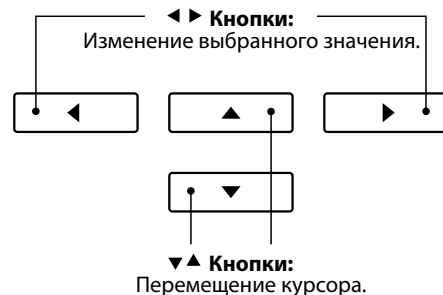 ◀ ▶ Кнопки:
Изменение выбранного значения.
▼▲ Кнопки:
Перемещение курсора.